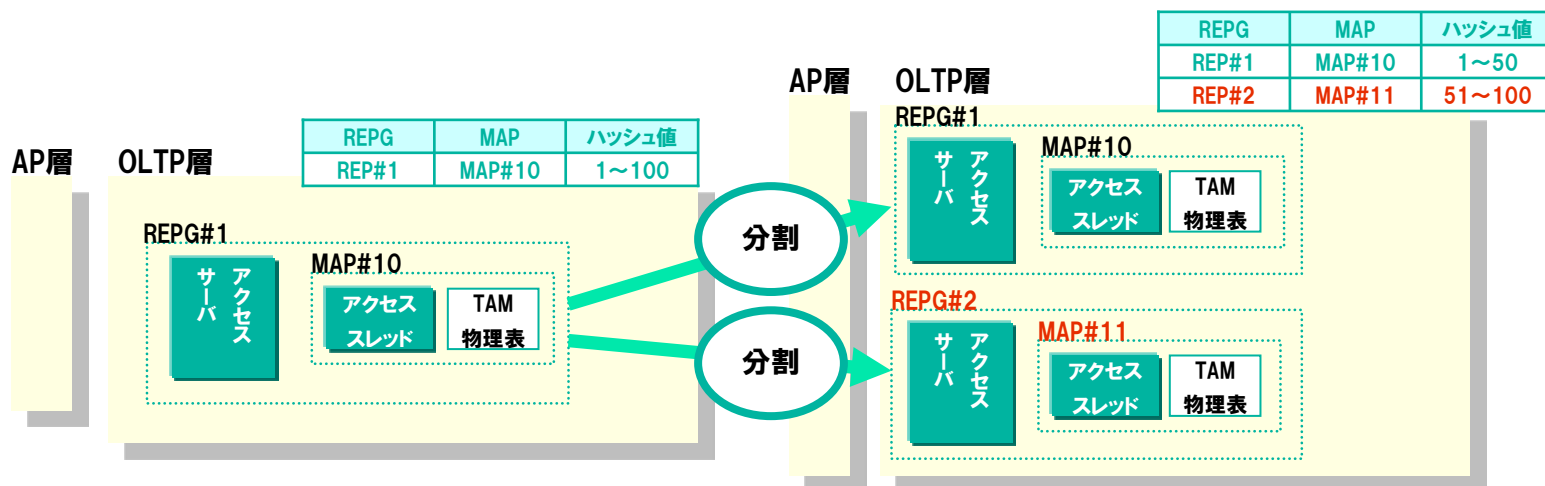 AP層
OLTP層
REPG MAP ハッシュ値
REP#1 MAP#10 1～100
REPG#1
アクセス
サーバ
MAP#10
アクセス
スレッド
TAM
物理表
分割
分割
AP層
OLTP層
REPG MAP ハッシュ値
REP#1 MAP#10 1～50
REP#2 MAP#11 51～100
REPG#1
アクセス
サーバ
MAP#10
アクセス
スレッド
TAM
物理表
REPG#2
アクセス
サーバ
MAP#11
アクセス
スレッド
TAM
物理表